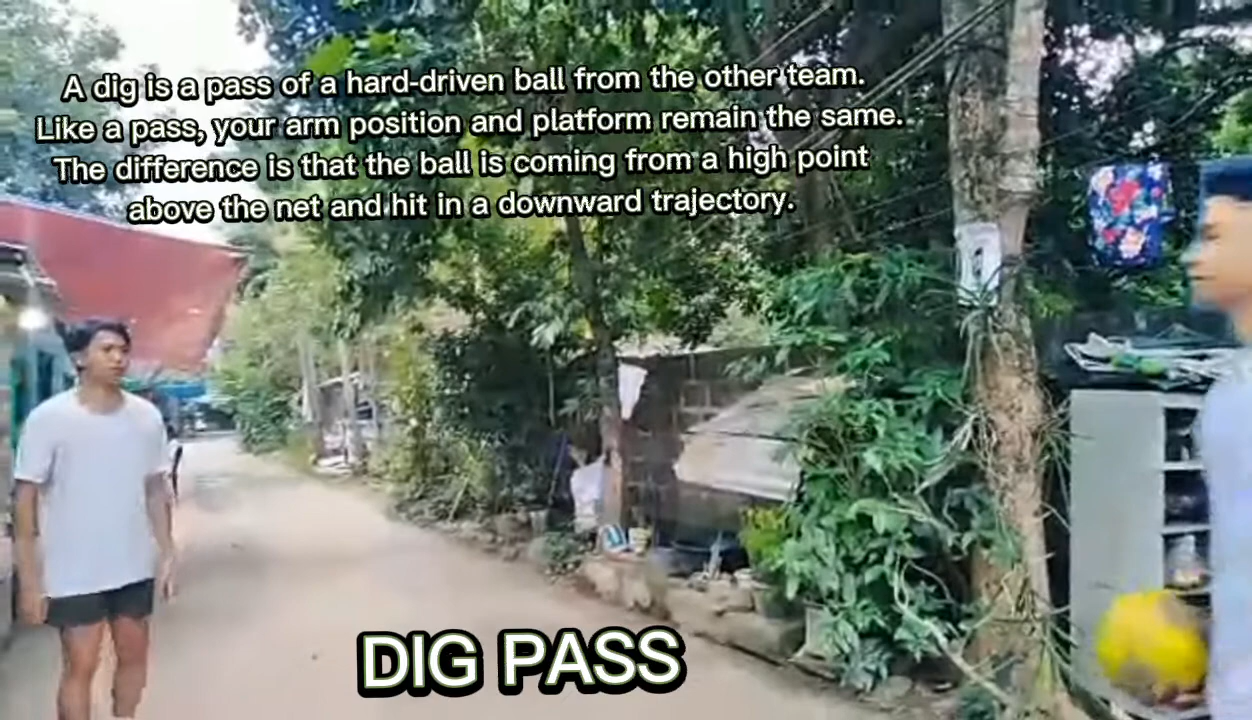 A dig is a pass of a hard-driven ball from the other team.
Like a pass, your arm position and platform remain the same.
The difference is that the ball is coming from a high point
above the net and hit in a downward trajectory.
DIG PASS